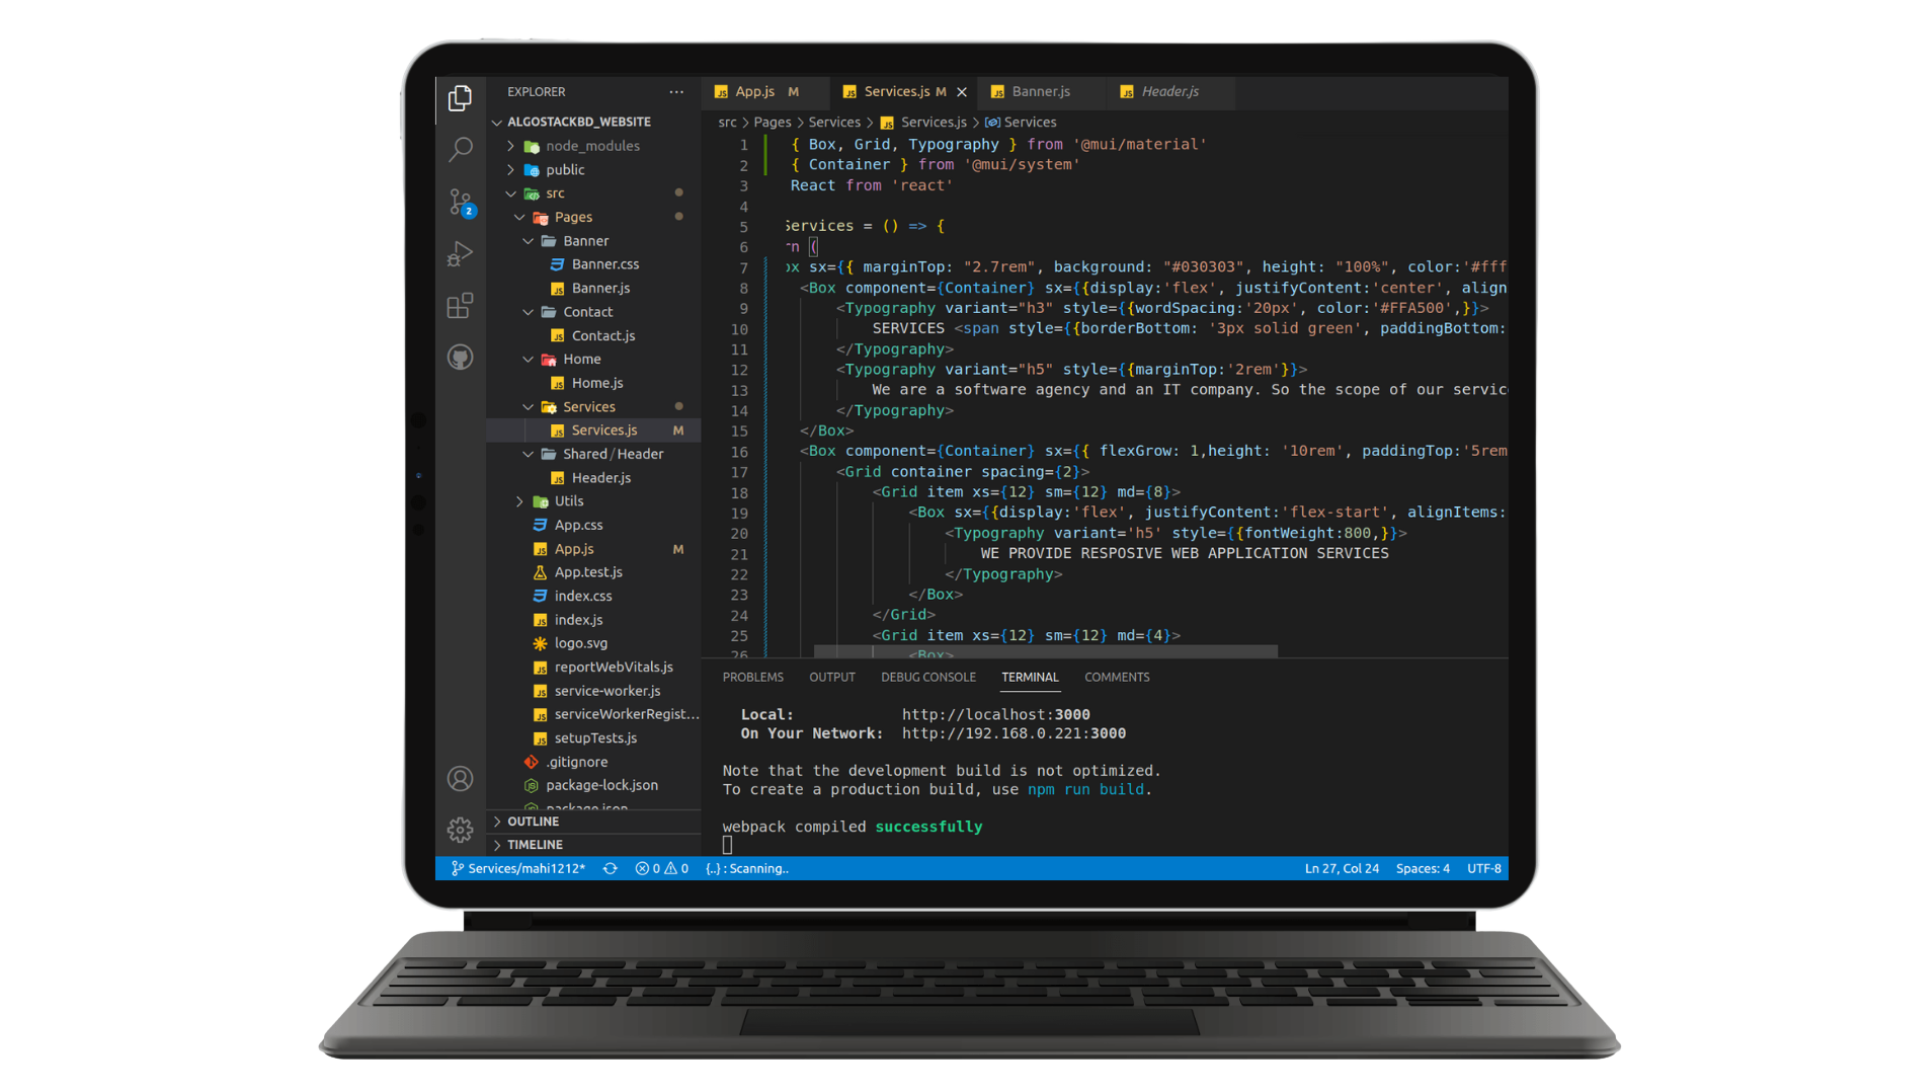 EXPLORER
ALGOSTACKBD_WEBSITE
node_modules
public
src
Pages
Banner
Banner.css
Banner.js
Contact
Contact.js
Home
Home.js
Services
Services.js M
Shared/Header
Header.js
Utils
App.css
App.js M
App.test.js
index.css
index.js
logo.svg
reportWebVitals.js
service-worker.js
serviceWorkerRegist...
setupTests.js
.gitignore
package-lock.json
package.json
OUTLINE
TIMELINE
2
App.js M Services.js M Banner.js Header.js
src > Pages > Services > Services.js > Services
1 { Box, Grid, Typography } from '@mui/material'
2 { Container } from '@mui/system'
3 React from 'react'
4
5 Services = () => {
6 rn (
7 ox sx={{ marginTop: "2.7rem", background: "#030303", height: "100%", color:'#fff
8 <Box component={Container} sx={{display:'flex', justifyContent:'center', align
9 <Typography variant="h3" style={{wordSpacing:'20px', color:'#FFA500',}}>
10 SERVICES <span style={{borderBottom: '3px solid green', paddingBottom:
11 </Typography>
12 <Typography variant="h5" style={{marginTop:'2rem'}}>
13 We are a software agency and an IT company. So the scope of our servic
14 </Typography>
15 </Box>
16 <Box component={Container} sx={{ flexGrow: 1,height: '10rem', paddingTop:'5rem
17 <Grid container spacing={2}>
18 <Grid item xs={12} sm={12} md={8}>
19 <Box sx={{display:'flex', justifyContent:'flex-start', alignItems:
20 <Typography variant='h5' style={{fontWeight:800,}}>
21 WE PROVIDE RESPOSIVE WEB APPLICATION SERVICES
22 </Typography>
23 </Box>
24 </Grid>
25 <Grid item xs={12} sm={12} md={4}>
26 <Box>
PROBLEMS OUTPUT DEBUG CONSOLE TERMINAL COMMENTS
Local: http://localhost:3000
On Your Network: http://192.168.0.221:3000
Note that the development build is not optimized.
To create a production build, use npm run build.
webpack compiled successfully
Services/mahi1212* 0 0 {..} : Scanning.. Ln 27, Col 24 Spaces: 4 UTF-8